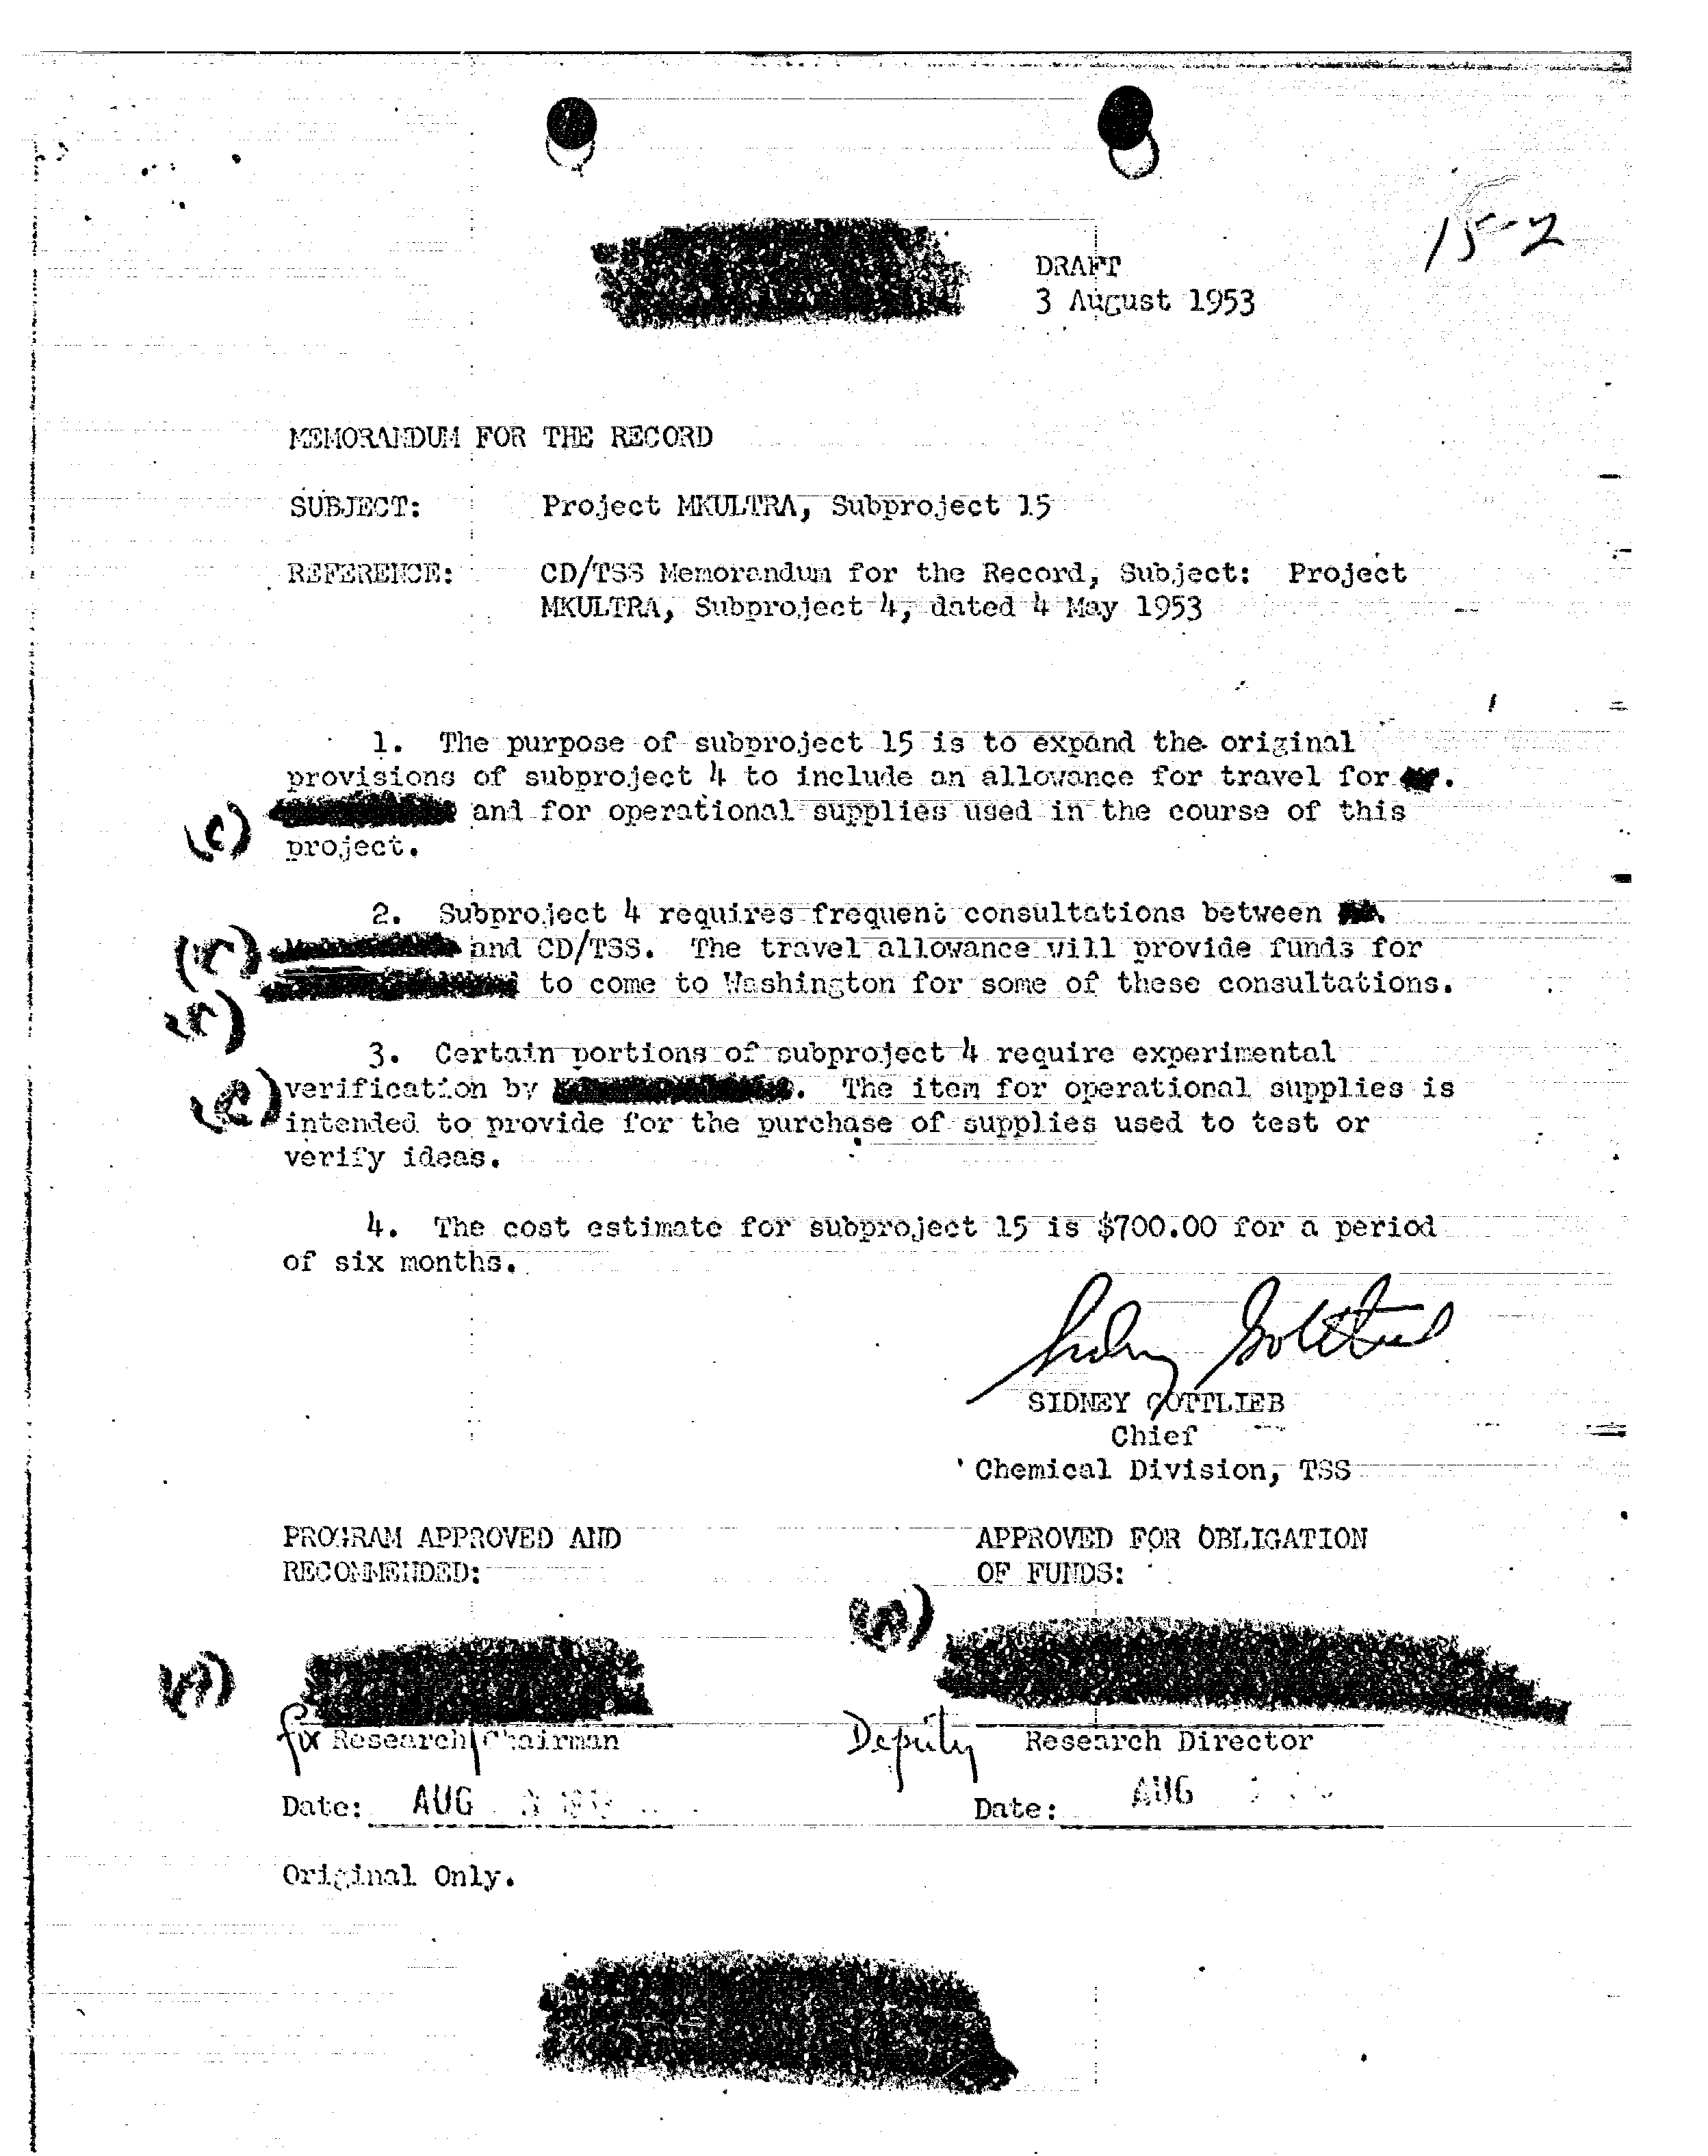 15-2
DRAFT
3 August 1953
MEMORANDUM FOR THE RECORD
SUBJECT: Project MKULTRA, Subproject 15
REFERENCE: CD/TSS Memorandum for the Record, Subject: Project
MKULTRA, Subproject 4, dated 4 May 1953
1. The purpose of subproject 15 is to expand the original
provisions of subproject 4 to include an allowance for travel for .
(C) and for operational supplies used in the course of this
project.
2. Subproject 4 requires frequent consultations between
and CD/TSS. The travel allowance will provide funds for
to come to Washington for some of these consultations.
3. Certain portions of subproject 4 require experimental
verification by . The item for operational supplies is
intended to provide for the purchase of supplies used to test or
verify ideas.
4. The cost estimate for subproject 15 is $700.00 for a period
of six months.
Sidney Gottlieb
SIDNEY GOTTLIEB
Chief
Chemical Division, TSS
PROGRAM APPROVED AND
RECOMMENDED:
APPROVED FOR OBLIGATION
OF FUNDS:
for Research Chairman
Deputy Research Director
Date: AUG
Date: AUG
Original Only.